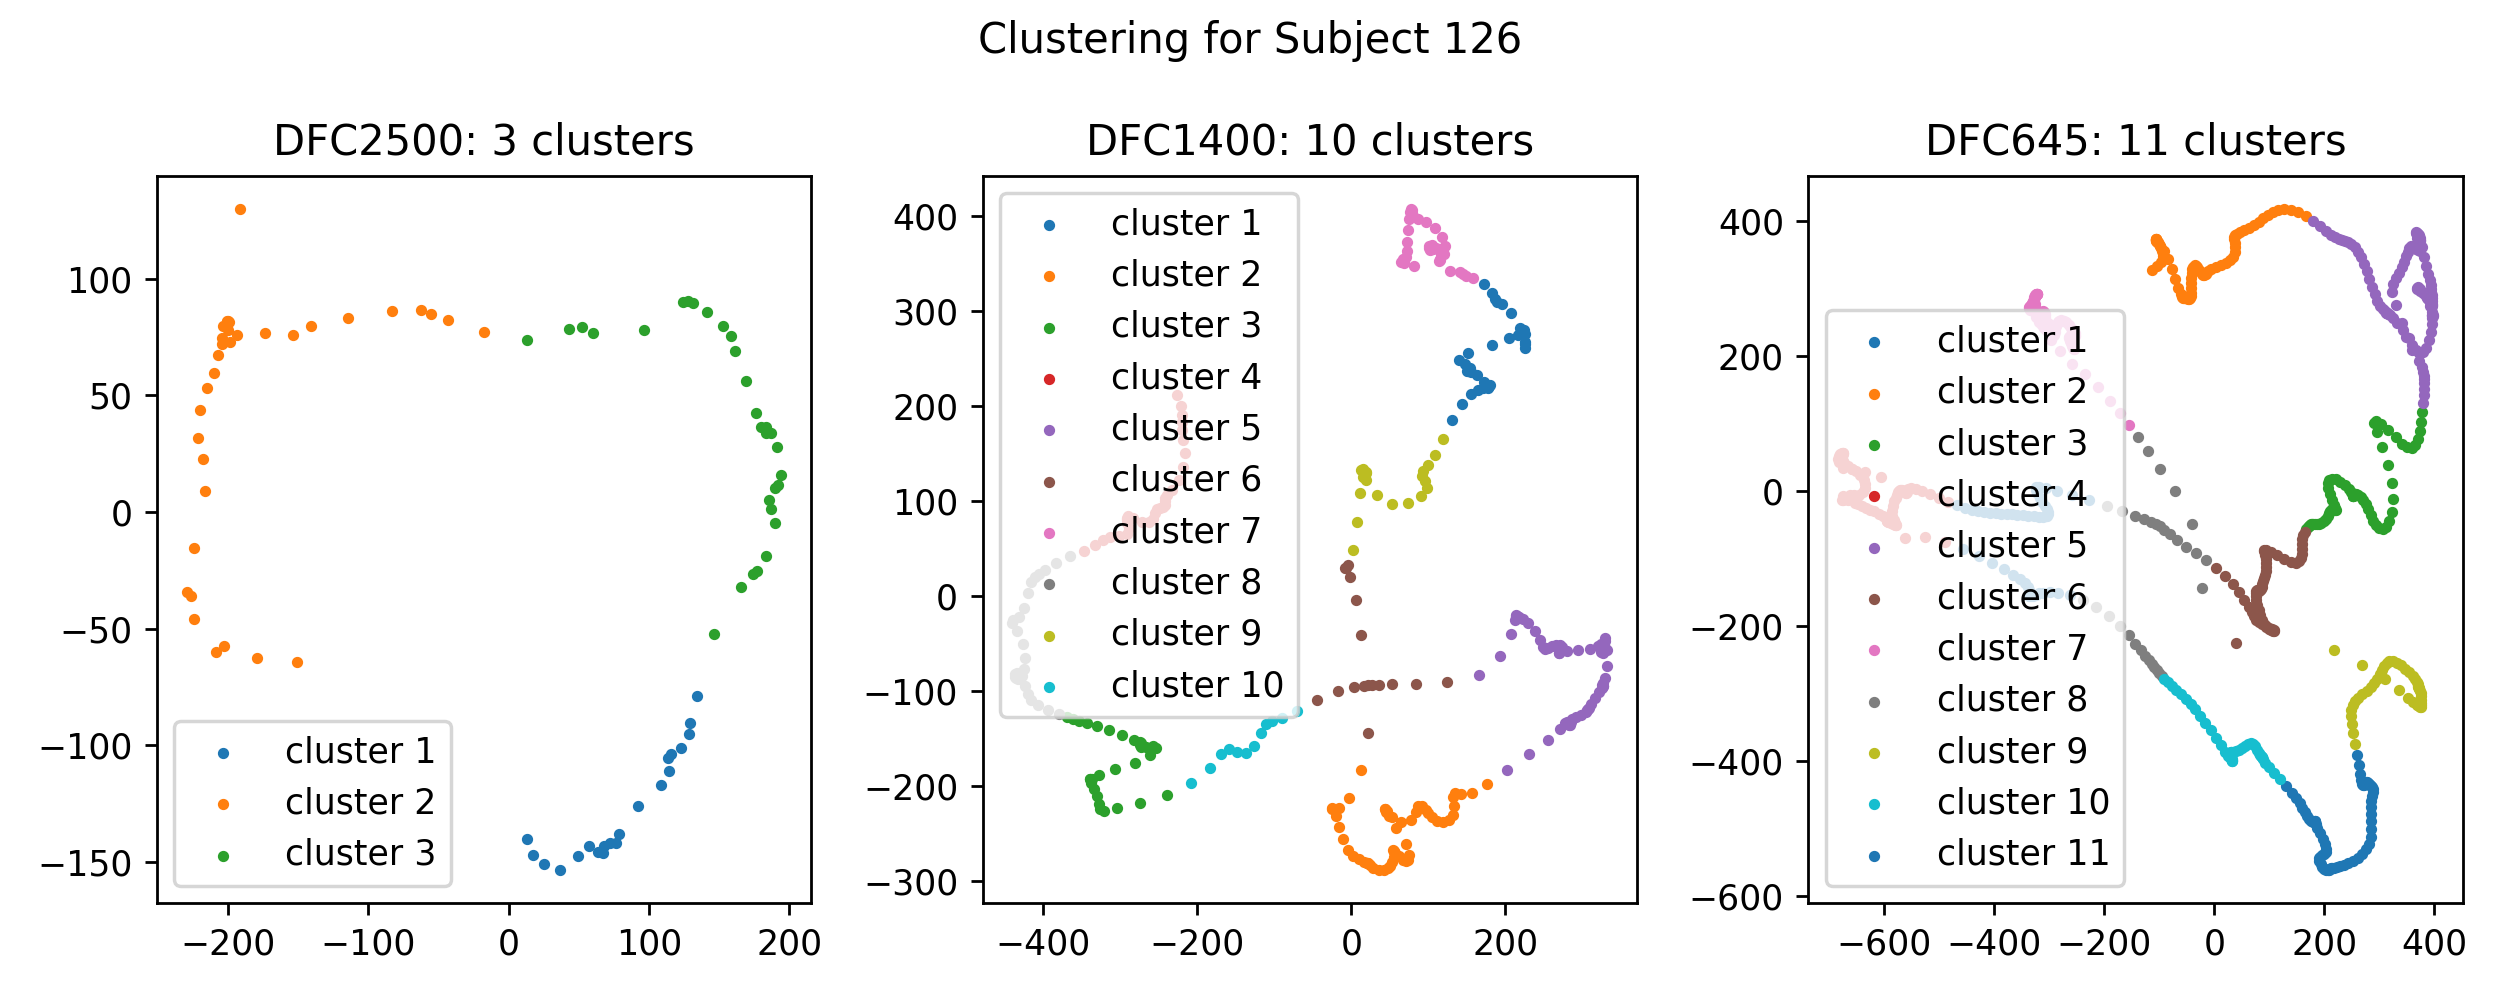 Clustering for Subject 126
DFC2500: 3 clusters
100
50
0
−50
−100
−150
−200
−100
0
100
200
cluster 1
cluster 2
cluster 3
DFC1400: 10 clusters
400
300
200
100
0
−100
−200
−300
−400
−200
0
200
cluster 1
cluster 2
cluster 3
cluster 4
cluster 5
cluster 6
cluster 7
cluster 8
cluster 9
cluster 10
DFC645: 11 clusters
400
200
0
−200
−400
−600
−600
−400
−200
0
200
400
cluster 1
cluster 2
cluster 3
cluster 4
cluster 5
cluster 6
cluster 7
cluster 8
cluster 9
cluster 10
cluster 11